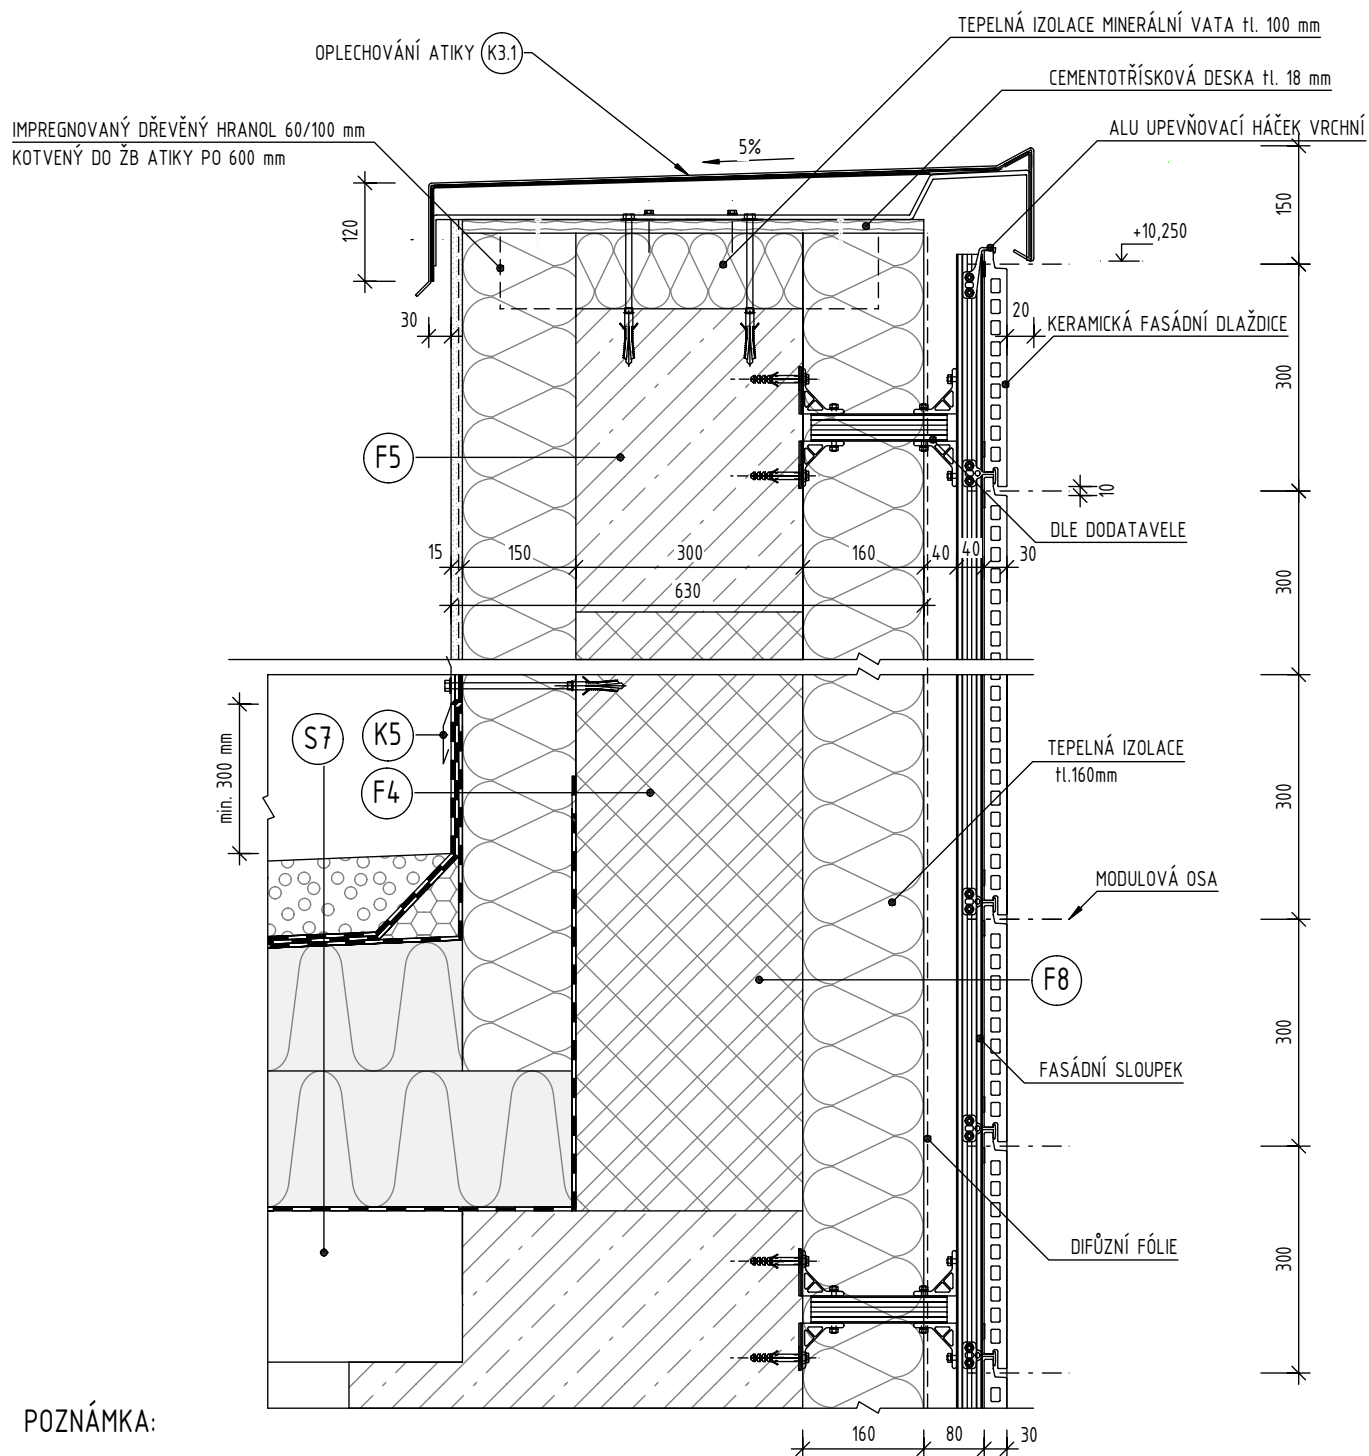 TEPELNÁ IZOLACE MINERÁLNÍ VATA tl. 100 mm
OPLECHOVÁNÍ ATIKY K3.1
CEMENTOTŘÍSKOVÁ DESKA tl. 18 mm
IMPREGNOVANÝ DŘEVĚNÝ HRANOL 60/100 mm
KOTVENÝ DO ŽB ATIKY PO 600 mm
ALU UPEVŇOVACÍ HÁČEK VRCHNÍ
5%
150
120
+10,250
30
20
KERAMICKÁ FASÁDNÍ DLAŽDICE
300
F5
10
DLE DODATAVELE
15
150
300
160
40
40
30
300
630
S7
K5
min. 300 mm
F4
TEPELNÁ IZOLACE
tl.160mm
300
MODULOVÁ OSA
F8
300
FASÁDNÍ SLOUPEK
DIFŮZNÍ FÓLIE
300
POZNÁMKA:
160
80
30